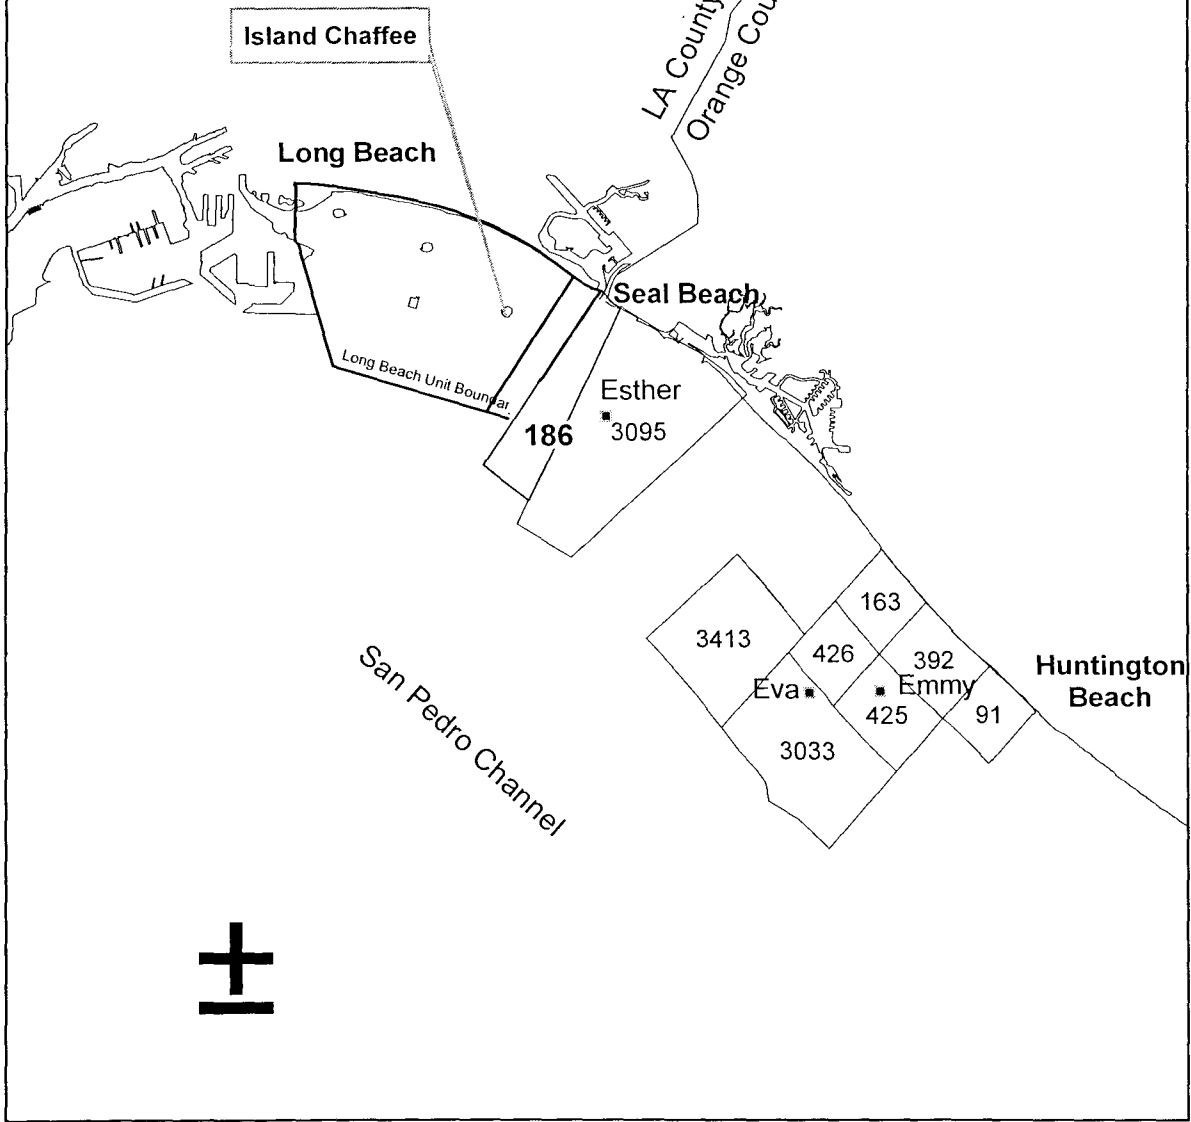 Island Chaffee
LA County
Orange Cou
Long Beach
Seal Beach
Long Beach Unit Boundar
Esther
186
3095
163
3413
426
392
Huntington
Beach
Eva
Emmy
425
91
3033
San Pedro Channel
±